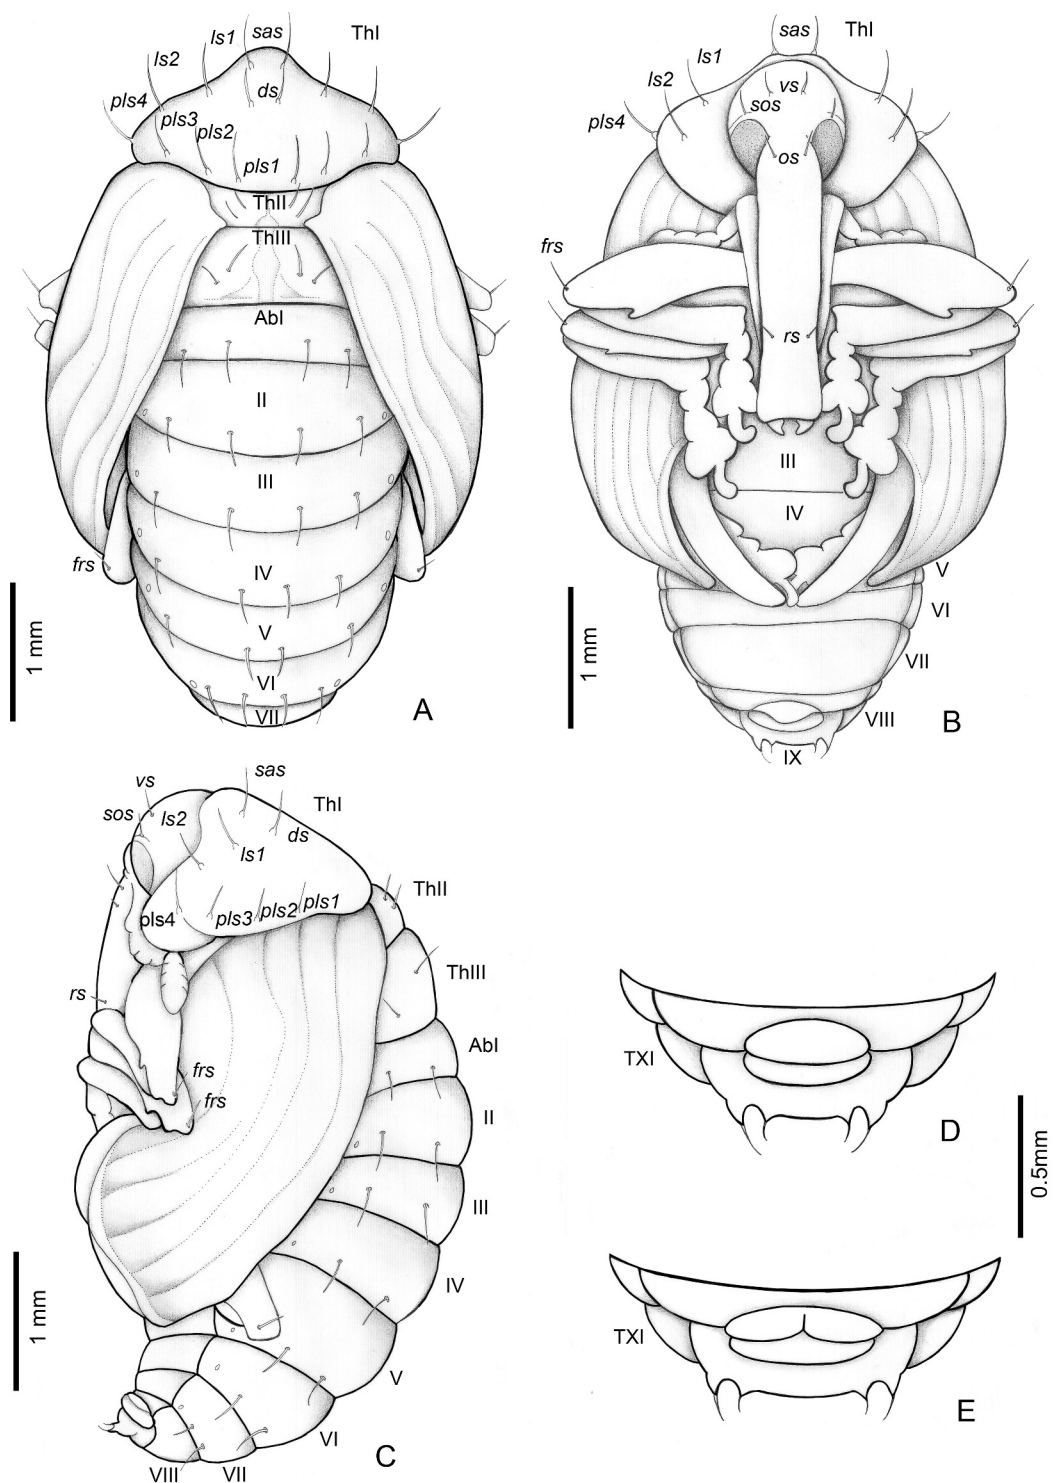 sas
ls1
ThI
ls2
ds
pls4
pls3
pls2
pls1
ThII
ThIII
AbI
II
III
IV
frs
V
VI
VII
1 mm
A
sas
ThI
ls1
ls2
vs
sos
pls4
os
frs
rs
III
IV
V
VI
VII
VIII
IX
1 mm
B
vs
sas
sos
ls2
ThI
ds
ls1
ThII
pls4
pls3
pls2
pls1
ThIII
rs
AbI
frs
frs
II
III
IV
V
VI
VII
VIII
1 mm
C
TXI
D
0.5mm
TXI
E